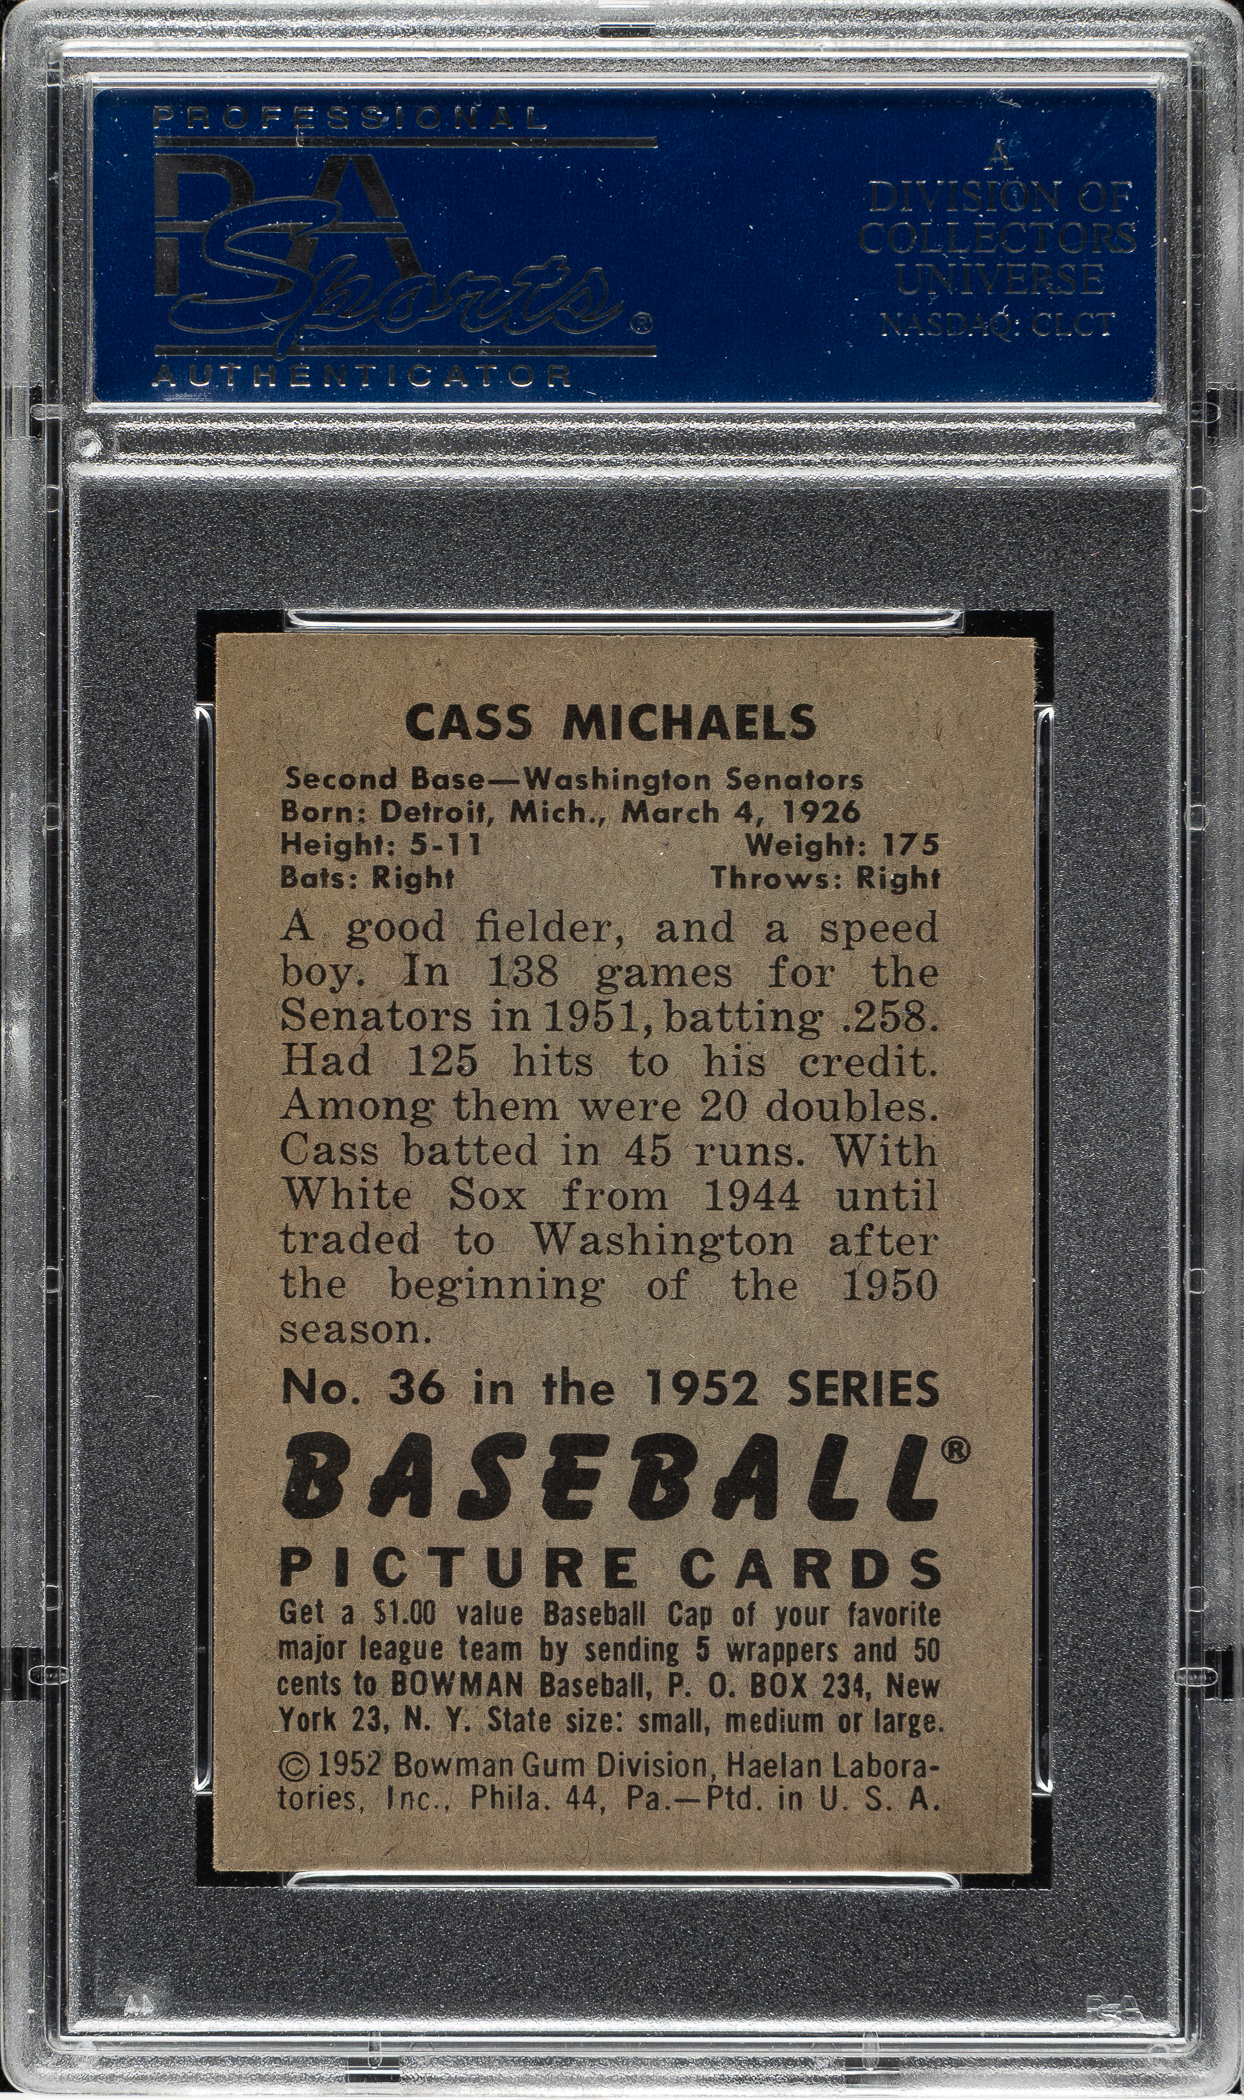 PROFESSIONAL
PSA
Sports®
AUTHENTICATOR
A
DIVISION OF
COLLECTORS
UNIVERSE
NASDAQ: CLCT
CASS MICHAELS
Second Base—Washington Senators
Born: Detroit, Mich., March 4, 1926
Height: 5-11 Weight: 175
Bats: Right Throws: Right
A good fielder, and a speed
boy. In 138 games for the
Senators in 1951, batting .258.
Had 125 hits to his credit.
Among them were 20 doubles.
Cass batted in 45 runs. With
White Sox from 1944 until
traded to Washington after
the beginning of the 1950
season.
No. 36 in the 1952 SERIES
BASEBALL®
PICTURE CARDS
Get a $1.00 value Baseball Cap of your favorite
major league team by sending 5 wrappers and 50
cents to BOWMAN Baseball, P. O. BOX 234, New
York 23, N. Y. State size: small, medium or large.
© 1952 Bowman Gum Division, Haelan Labora-
tories, Inc., Phila. 44, Pa.—Ptd. in U. S. A.
PSA